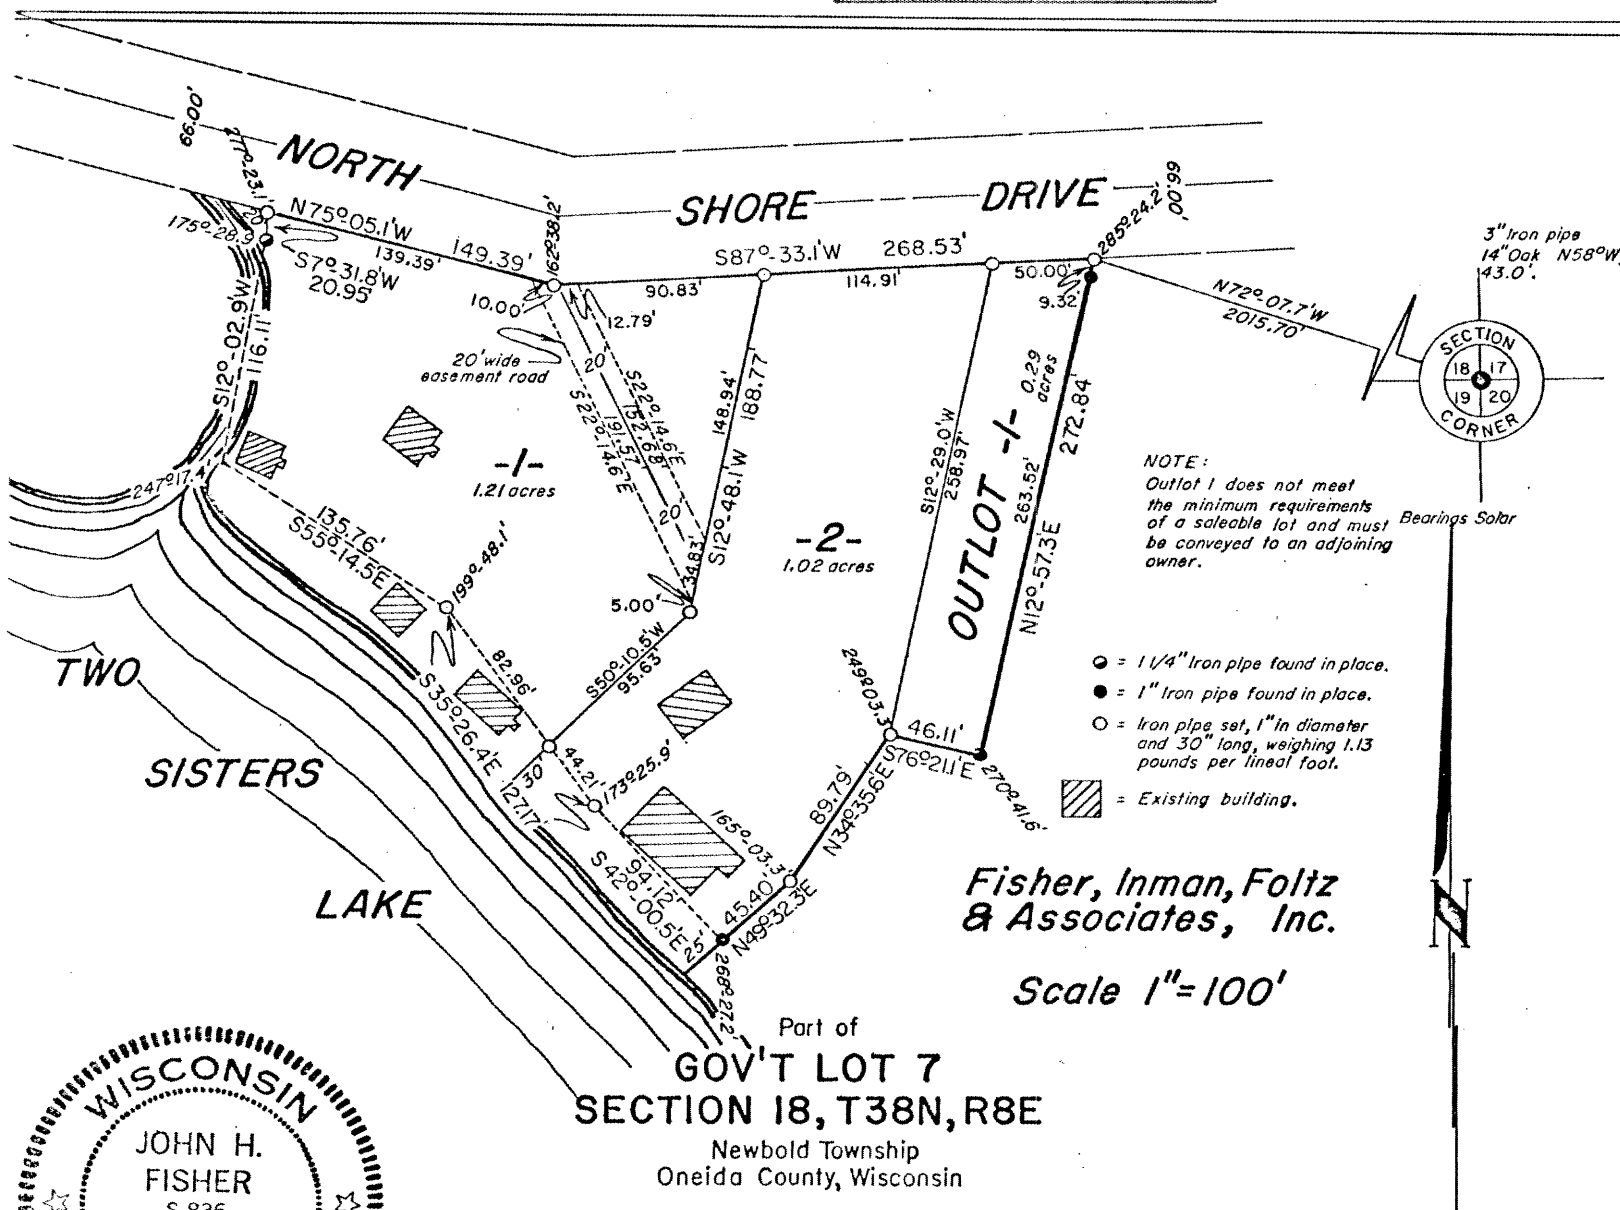 66.00'
277°-23.1'
NORTH SHORE DRIVE
66.00'
285°-24.2'
20'
175°-28.9'
N75°-05.1'W 149.39'
139.39'
S7°-31.8'W
20.95'
10.00'
162°38.2'
S87°-33.1'W 268.53'
90.83'
114.91'
50.00'
9.32'
12.79'
N72°-07.7'W
2015.70'
3" Iron pipe
14" Oak N58°W,
43.0'.
SECTION
18 17
19 20
CORNER
S12°-02.9'W
116.11'
20' wide
easement road
20'
S22°-14.6'E
152.68'
191.57'
S22°-14.6'E
20'
148.94'
188.77'
S12°-48.1'W
34.83'
5.00'
-1-
1.21 acres
-2-
1.02 acres
S12°-29.0'W
258.97'
OUTLOT -1-
0.29
acres
263.52'
272.84'
N12°-57.3'E
NOTE:
Outlot 1 does not meet
the minimum requirements
of a saleable lot and must
be conveyed to an adjoining
owner.
Bearings Solar
247°17.4'
135.76'
S55°-14.5'E
199°-48.1'
82.96'
S50°-10.5'W
95.63'
S35°26.4'E
127.17'
30'
44.21'
173°25.9'
249°03.3'
46.11'
S76°21.1'E
270°41.6'
89.79'
N34°35.6'E
165°-03.3'
94.12'
S42°-00.5'E
45.40'
N49°32.3'E
25'
268°27.2'
= 1 1/4" Iron pipe found in place.
= 1" Iron pipe found in place.
= Iron pipe set, 1" in diameter
and 30" long, weighing 1.13
pounds per lineal foot.
= Existing building.
TWO
SISTERS
LAKE
Fisher, Inman, Foltz
& Associates, Inc.
Scale 1"=100'
N
Part of
GOV'T LOT 7
SECTION 18, T38N, R8E
Newbold Township
Oneida County, Wisconsin
WISCONSIN
JOHN H.
FISHER
S-836